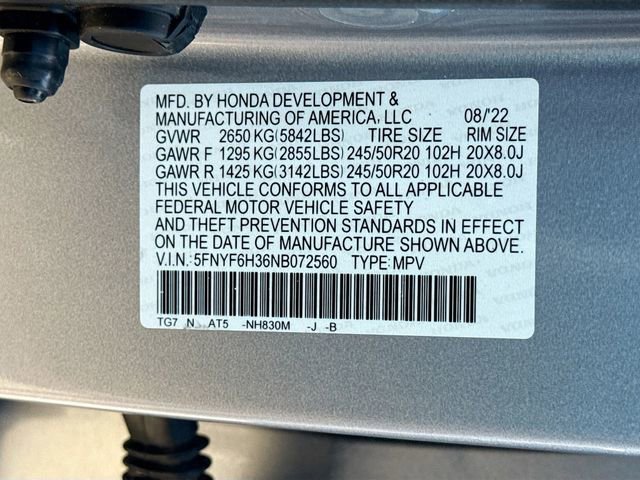 MFD. BY HONDA DEVELOPMENT &
MANUFACTURING OF AMERICA, LLC 08/'22
GVWR 2650 KG(5842LBS) TIRE SIZE RIM SIZE
GAWR F 1295 KG(2855LBS) 245/50R20 102H 20X8.0J
GAWR R 1425 KG(3142LBS) 245/50R20 102H 20X8.0J
THIS VEHICLE CONFORMS TO ALL APPLICABLE
FEDERAL MOTOR VEHICLE SAFETY
AND THEFT PREVENTION STANDARDS IN EFFECT
ON THE DATE OF MANUFACTURE SHOWN ABOVE.
V.I.N.:5FNYF6H36NB072560 TYPE:MPV
TG7 N AT5 -NH830M -J -B